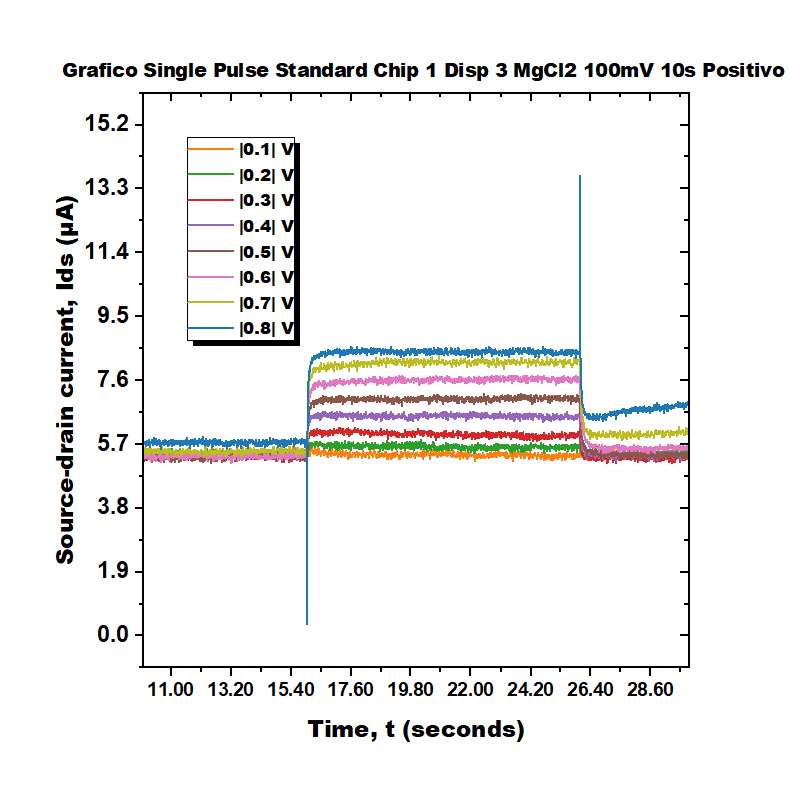 Grafico Single Pulse Standard Chip 1 Disp 3 MgCl2 100mV 10s Positivo
15.2
13.3
11.4
9.5
7.6
5.7
3.8
1.9
0.0
Source-drain current, Ids (µA)
|0.1| V
|0.2| V
|0.3| V
|0.4| V
|0.5| V
|0.6| V
|0.7| V
|0.8| V
11.00 13.20 15.40 17.60 19.80 22.00 24.20 26.40 28.60
Time, t (seconds)